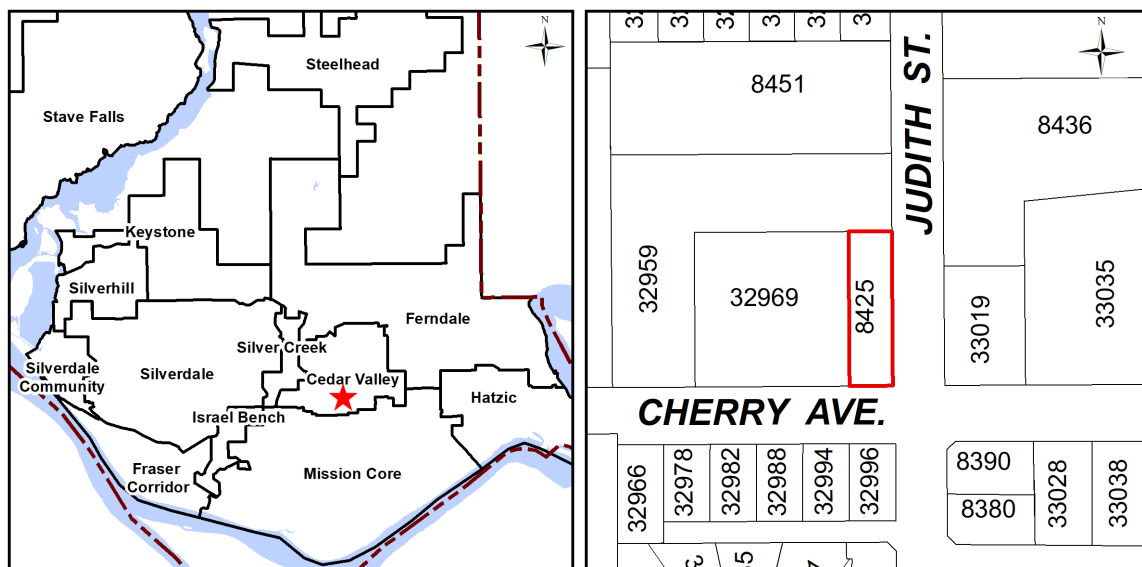 N
Steelhead
Stave Falls
Keystone
Silverhill
Ferndale
Silver Creek
Silverdale
Community
Silverdale
Cedar Valley
Hatzic
Israel Bench
Fraser
Corridor
Mission Core
N
8451
JUDITH ST.
8436
32959
32969
8425
33019
33035
CHERRY AVE.
32966
32978
32982
32988
32994
32996
8390
8380
33028
33038